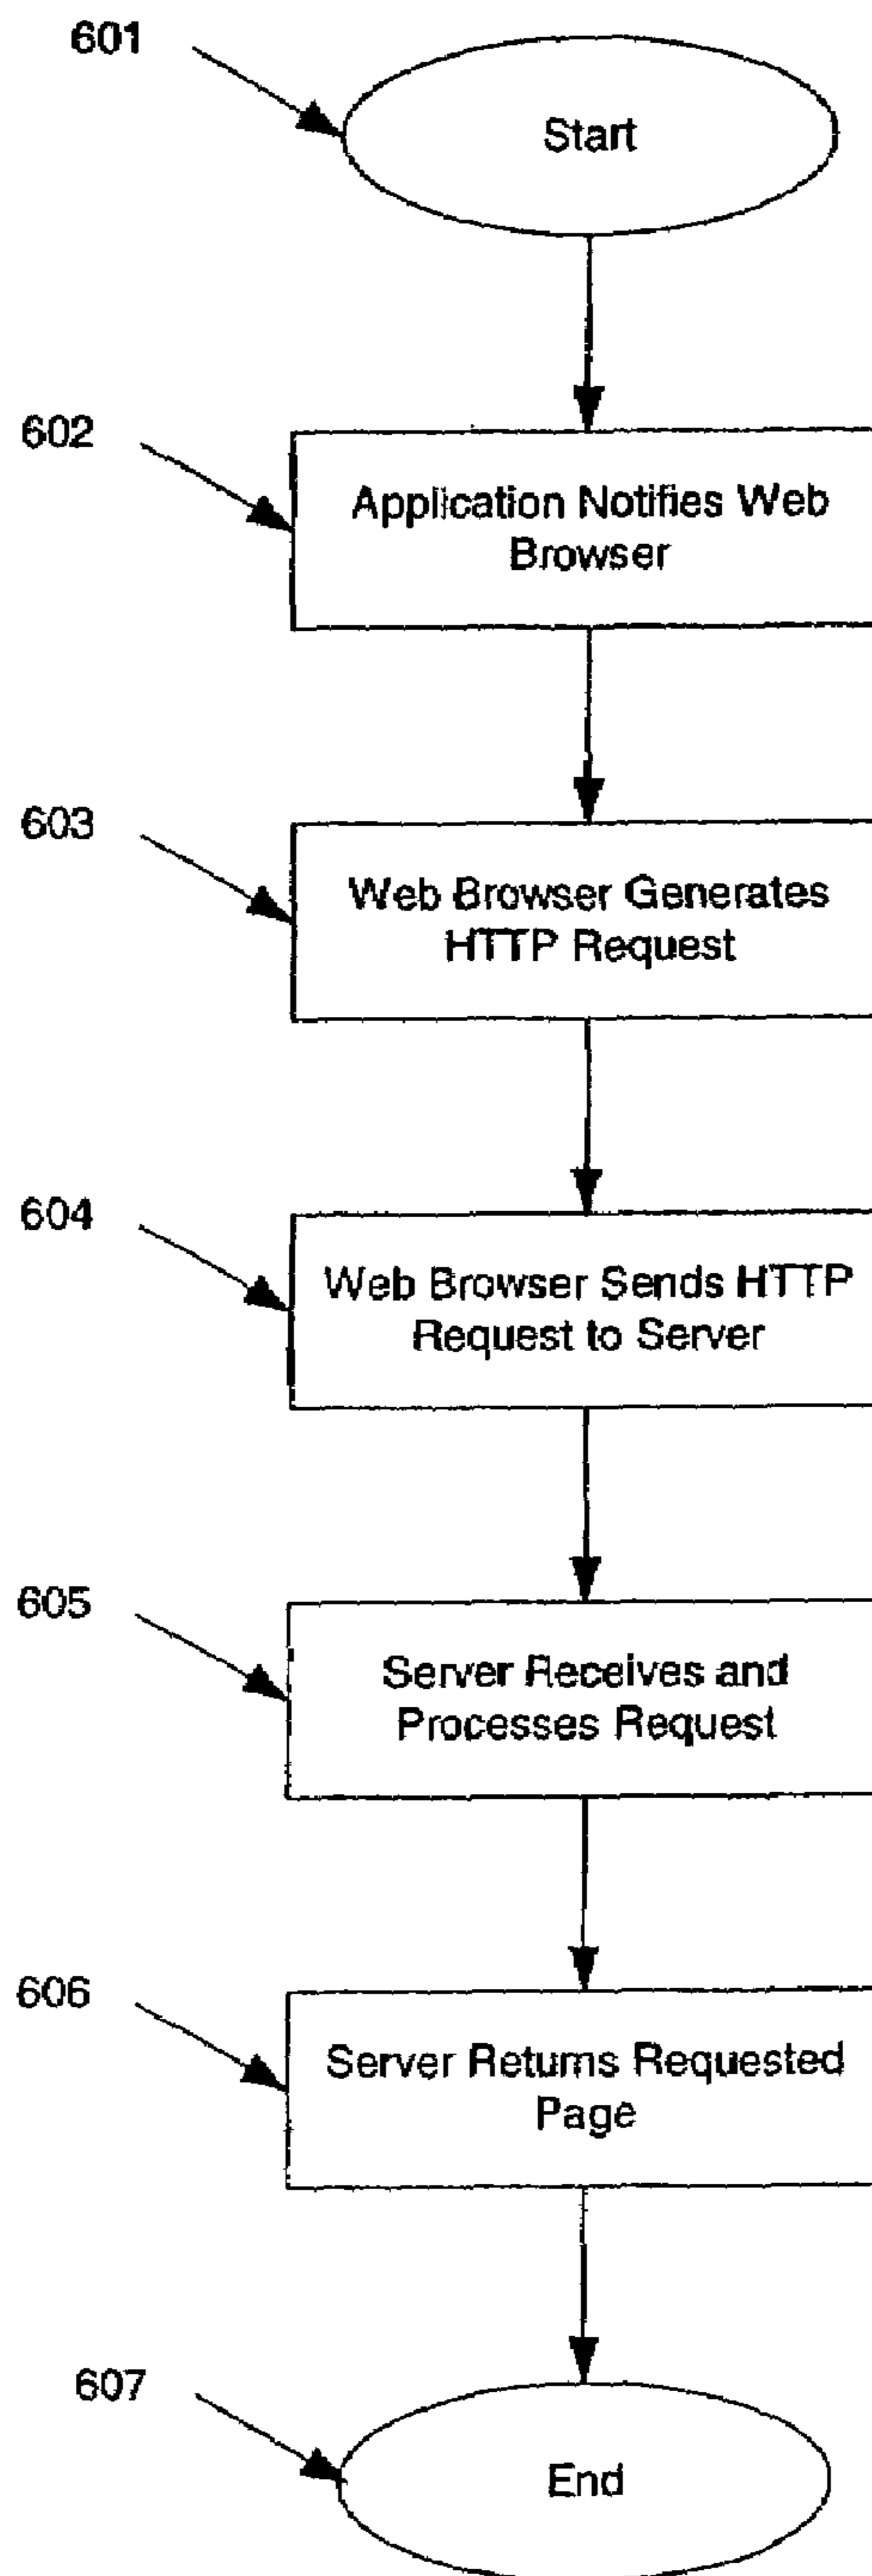 601
Start
602
Application Notifies Web
Browser
603
Web Browser Generates
HTTP Request
604
Web Browser Sends HTTP
Request to Server
605
Server Receives and
Processes Request
606
Server Returns Requested
Page
607
End